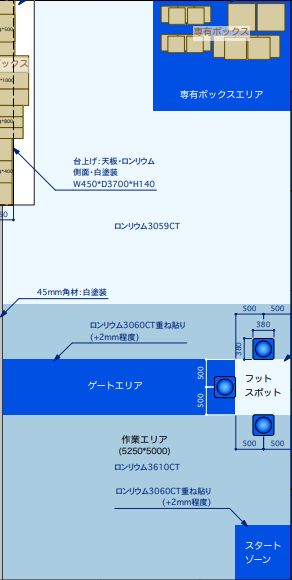 専有ボックス
ックス
専有ボックスエリア
台上げ：天板・ロンリウム
側面・白塗装
W450*D3700*H140
ロンリウム3059CT
45mm角材：白塗装
500 500
380
ロンリウム3060CT重ね貼り
(+2mm程度)
380
500
ゲートエリア
フット
スポット
500
作業エリア
(5250*5000)
500 500
ロンリウム3610CT
ロンリウム3060CT重ね貼り
(+2mm程度)
スタート
ゾーン